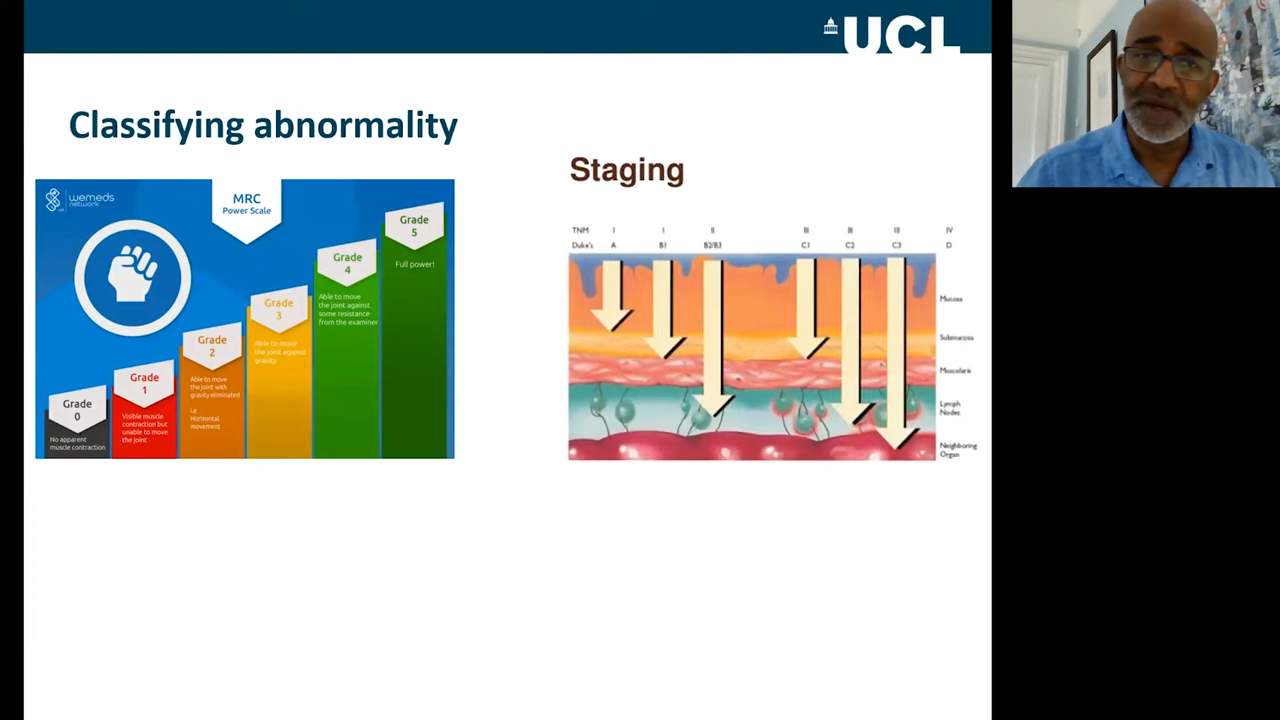 UCL
Classifying abnormality
Staging
wemeds
network
MRC
Power Scale
Grade
0
No apparent
muscle contraction
Grade
1
Visible muscle
contraction but
unable to move
the joint
Grade
2
Able to move
the joint with
gravity eliminated
i.e
Horizontal
movement
Grade
3
Able to move
the joint against
gravity
Grade
4
Able to move
the joint against
some resistance
from the examiner
Grade
5
Full power!
TNM I I II III III III IV
Duke's A B1 B2/B3 C1 C2 C3 D
Mucosa
Submucosa
Muscularis
Lymph
Nodes
Neighboring
Organ